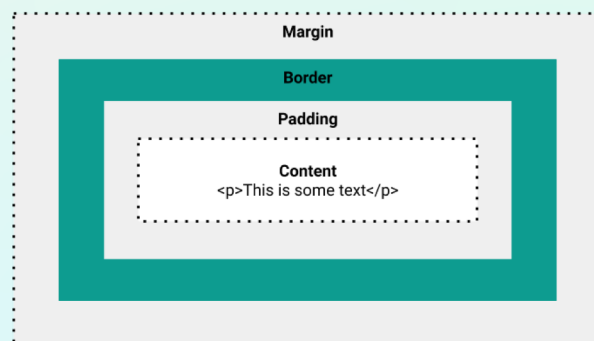 Margin
Border
Padding
Content
<p>This is some text</p>